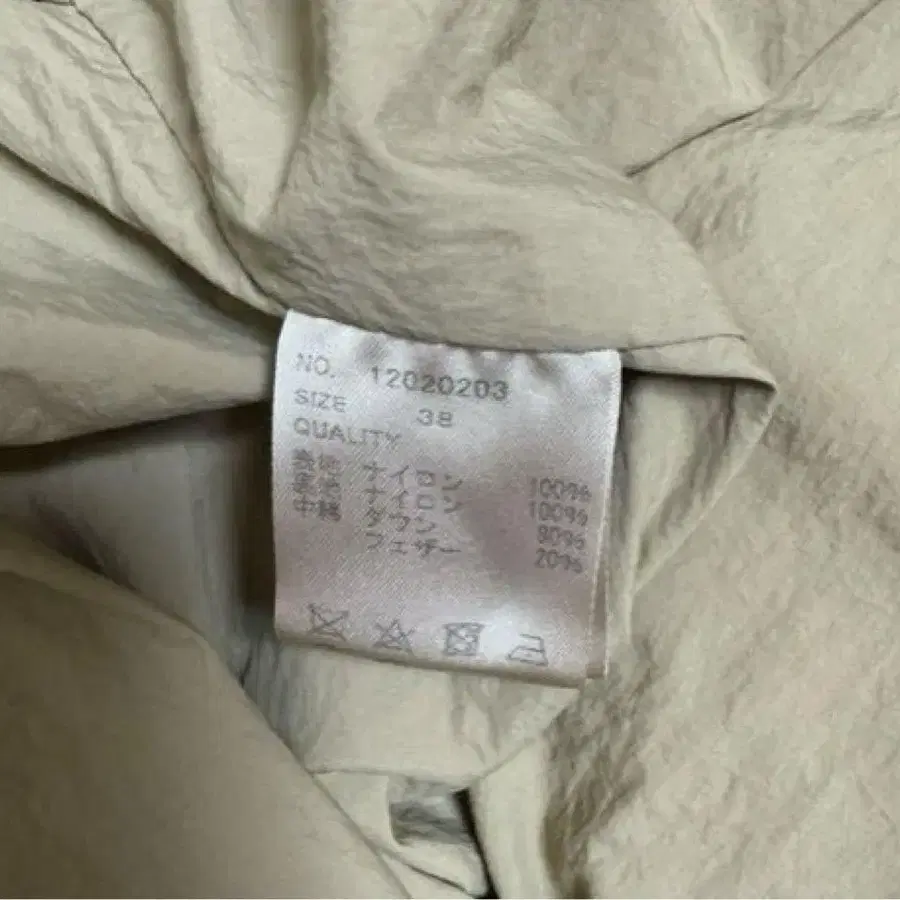 NO. 12020203
SIZE 38
QUALITY
表地 ナイロン 100%
裏地 ナイロン 100%
中綿 ダウン 80%
フェザー 20%